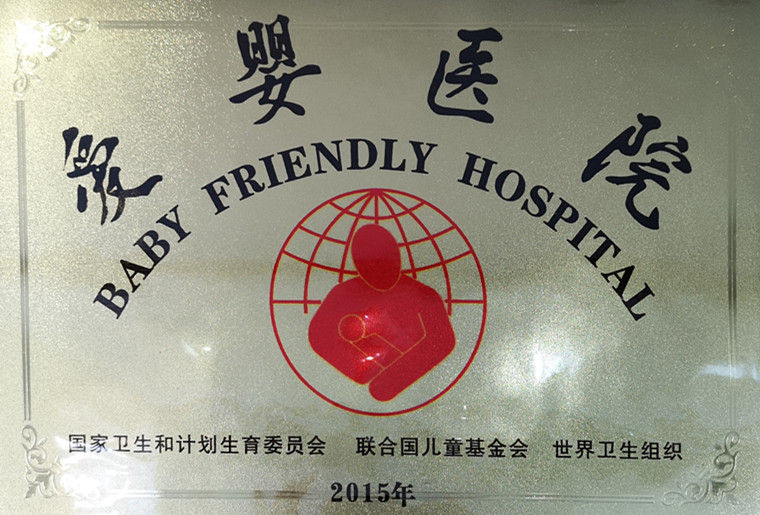 爱婴医院
BABY FRIENDLY HOSPITAL
国家卫生和计划生育委员会 联合国儿童基金会 世界卫生组织
2015年